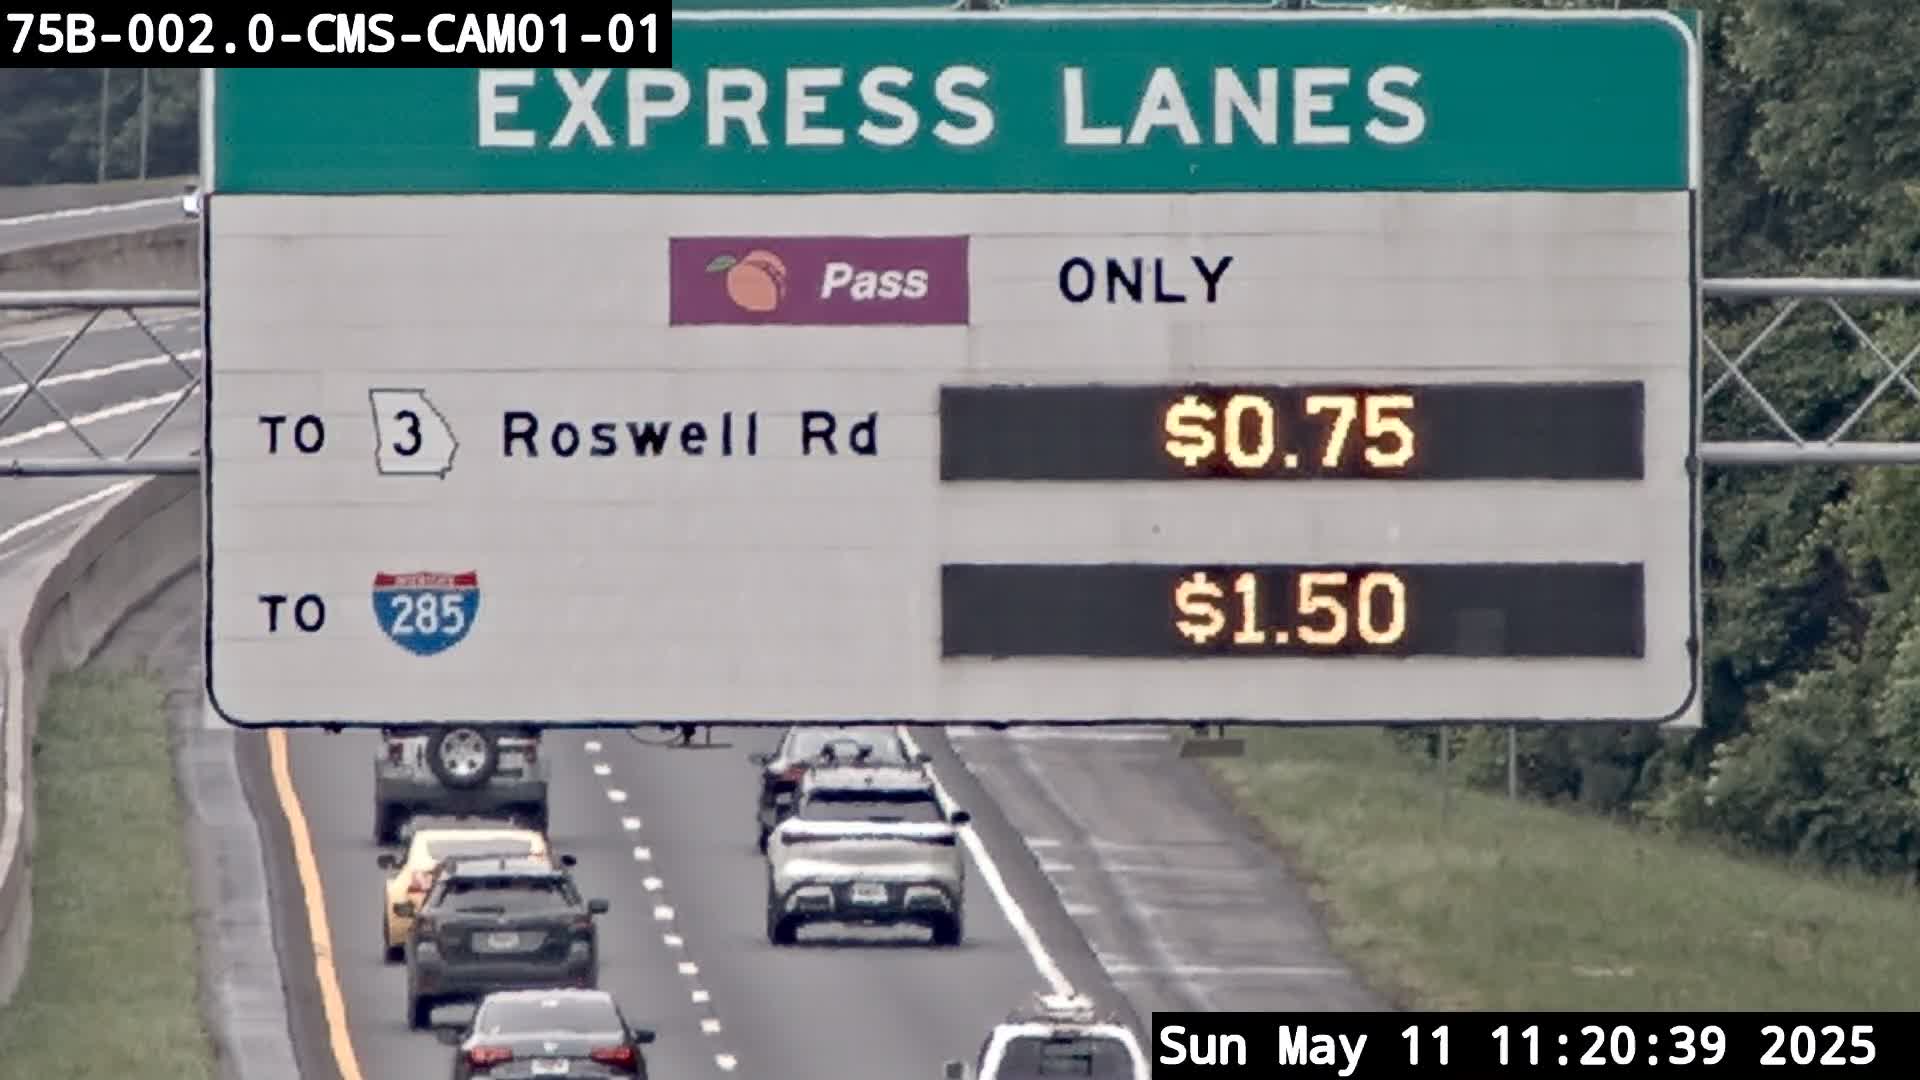 75B-002.0-CMS-CAM01-01
EXPRESS LANES
Pass ONLY
TO 3 Roswell Rd $0.75
INTERSTATE
TO 285 $1.50
Sun May 11 11:20:39 2025